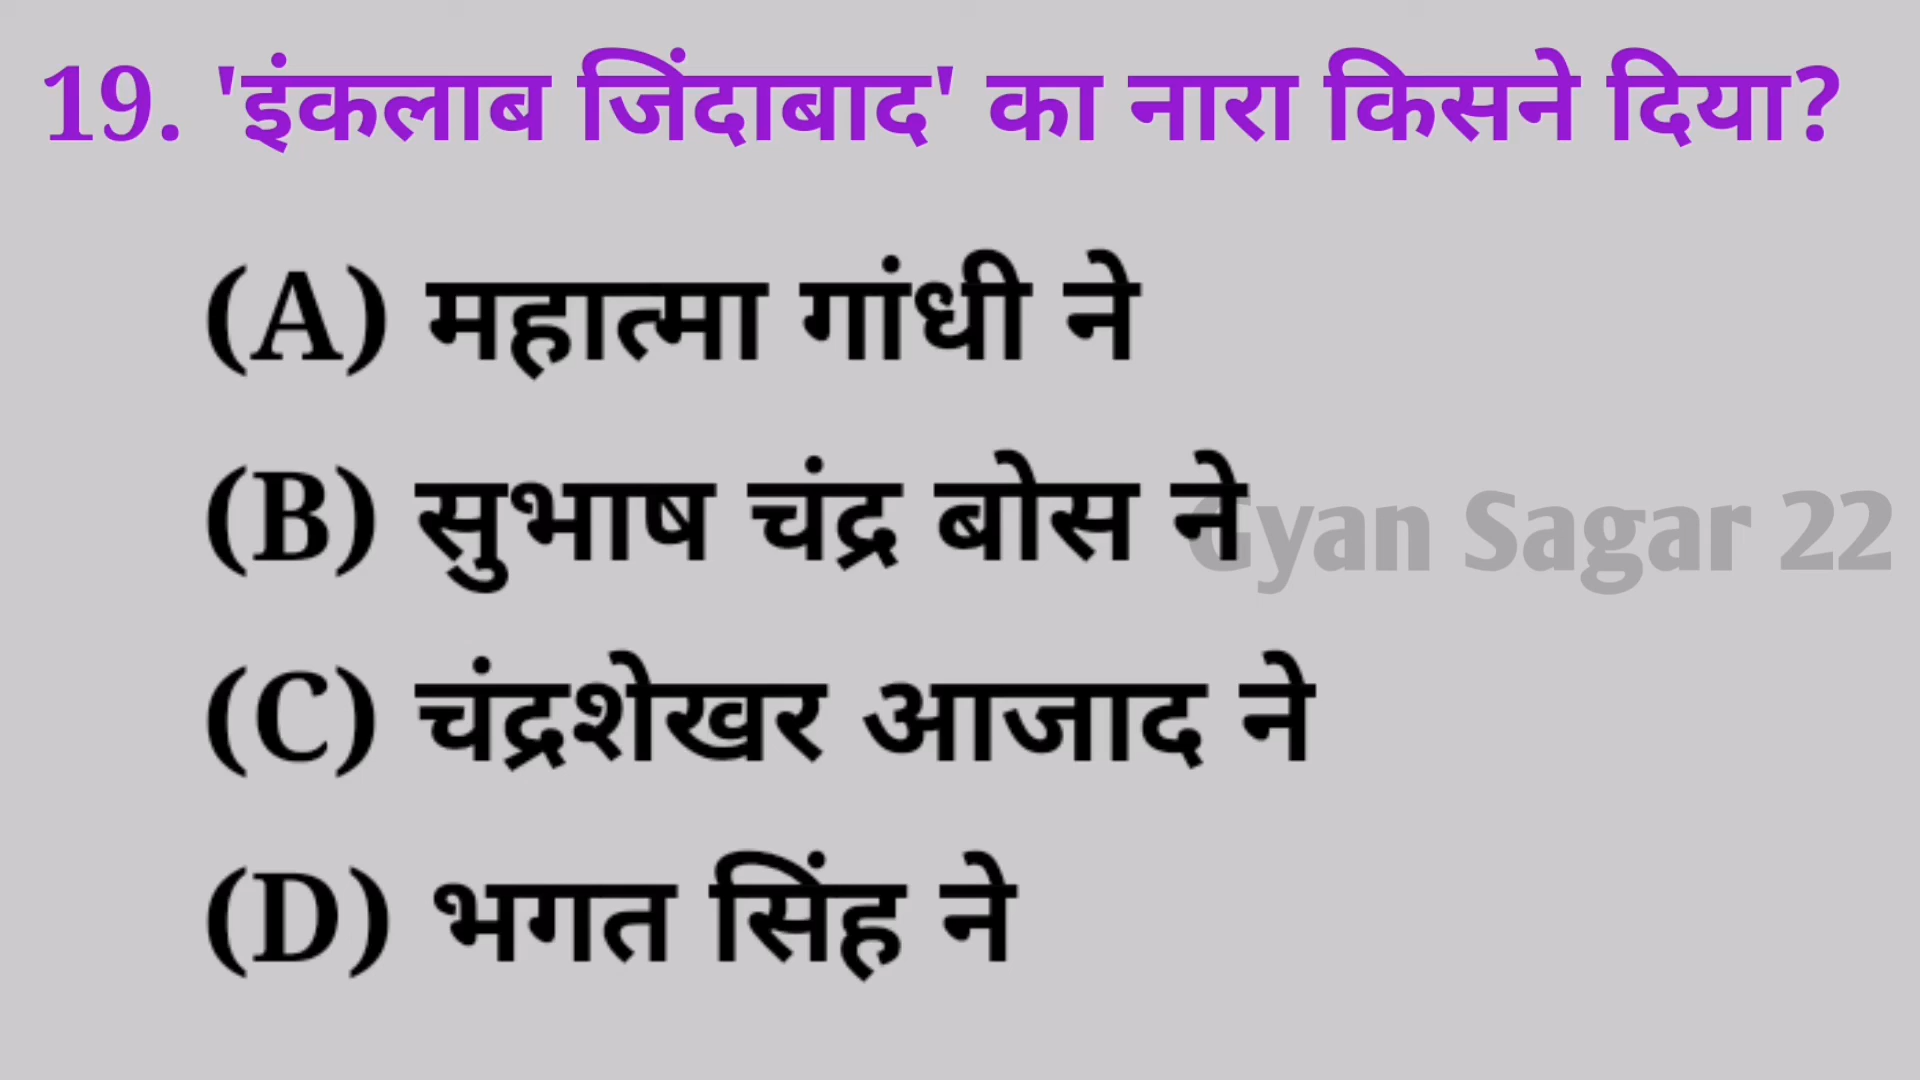 19. 'इंकलाब जिंदाबाद' का नारा किसने दिया?
(A) महात्मा गांधी ने
(B) सुभाष चंद्र बोस ने
Gyan Sagar 22
(C) चंद्रशेखर आजाद ने
(D) भगत सिंह ने